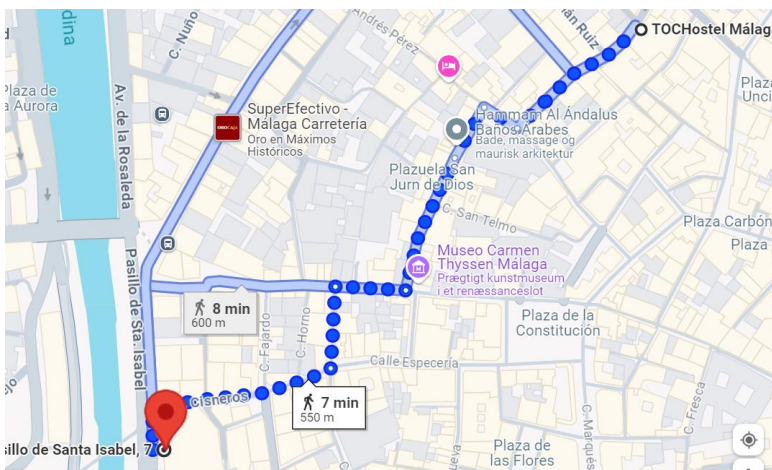 dina
C. Nuño
Andrés Pérez
TOCHostel Málag
Plaza de
a Aurora
Av. de la Rosaleda
SuperEfectivo -
Málaga Carretería
Oro en Máximos
Históricos
Hammam Al Ándalus
Banos Árabes
Bade, massage og
maurisk arkitektur
Plaza
Unci
Plazuela San
Jurn de Dios
C. San Telmo
Plaza Carbón
Plaza
Museo Carmen
Thyssen Málaga
Prægtigt kunstmuseum
i et renæssanceslot
Pasillo de Sta. Isabel
8 min
600 m
C. Fajardo
C. Horno
Plaza de la
Constitución
Calle Especería
Cisneros
7 min
550 m
C. Fresca
C. Marqués
Plaza de
las Flores
sillo de Santa Isabel, 7